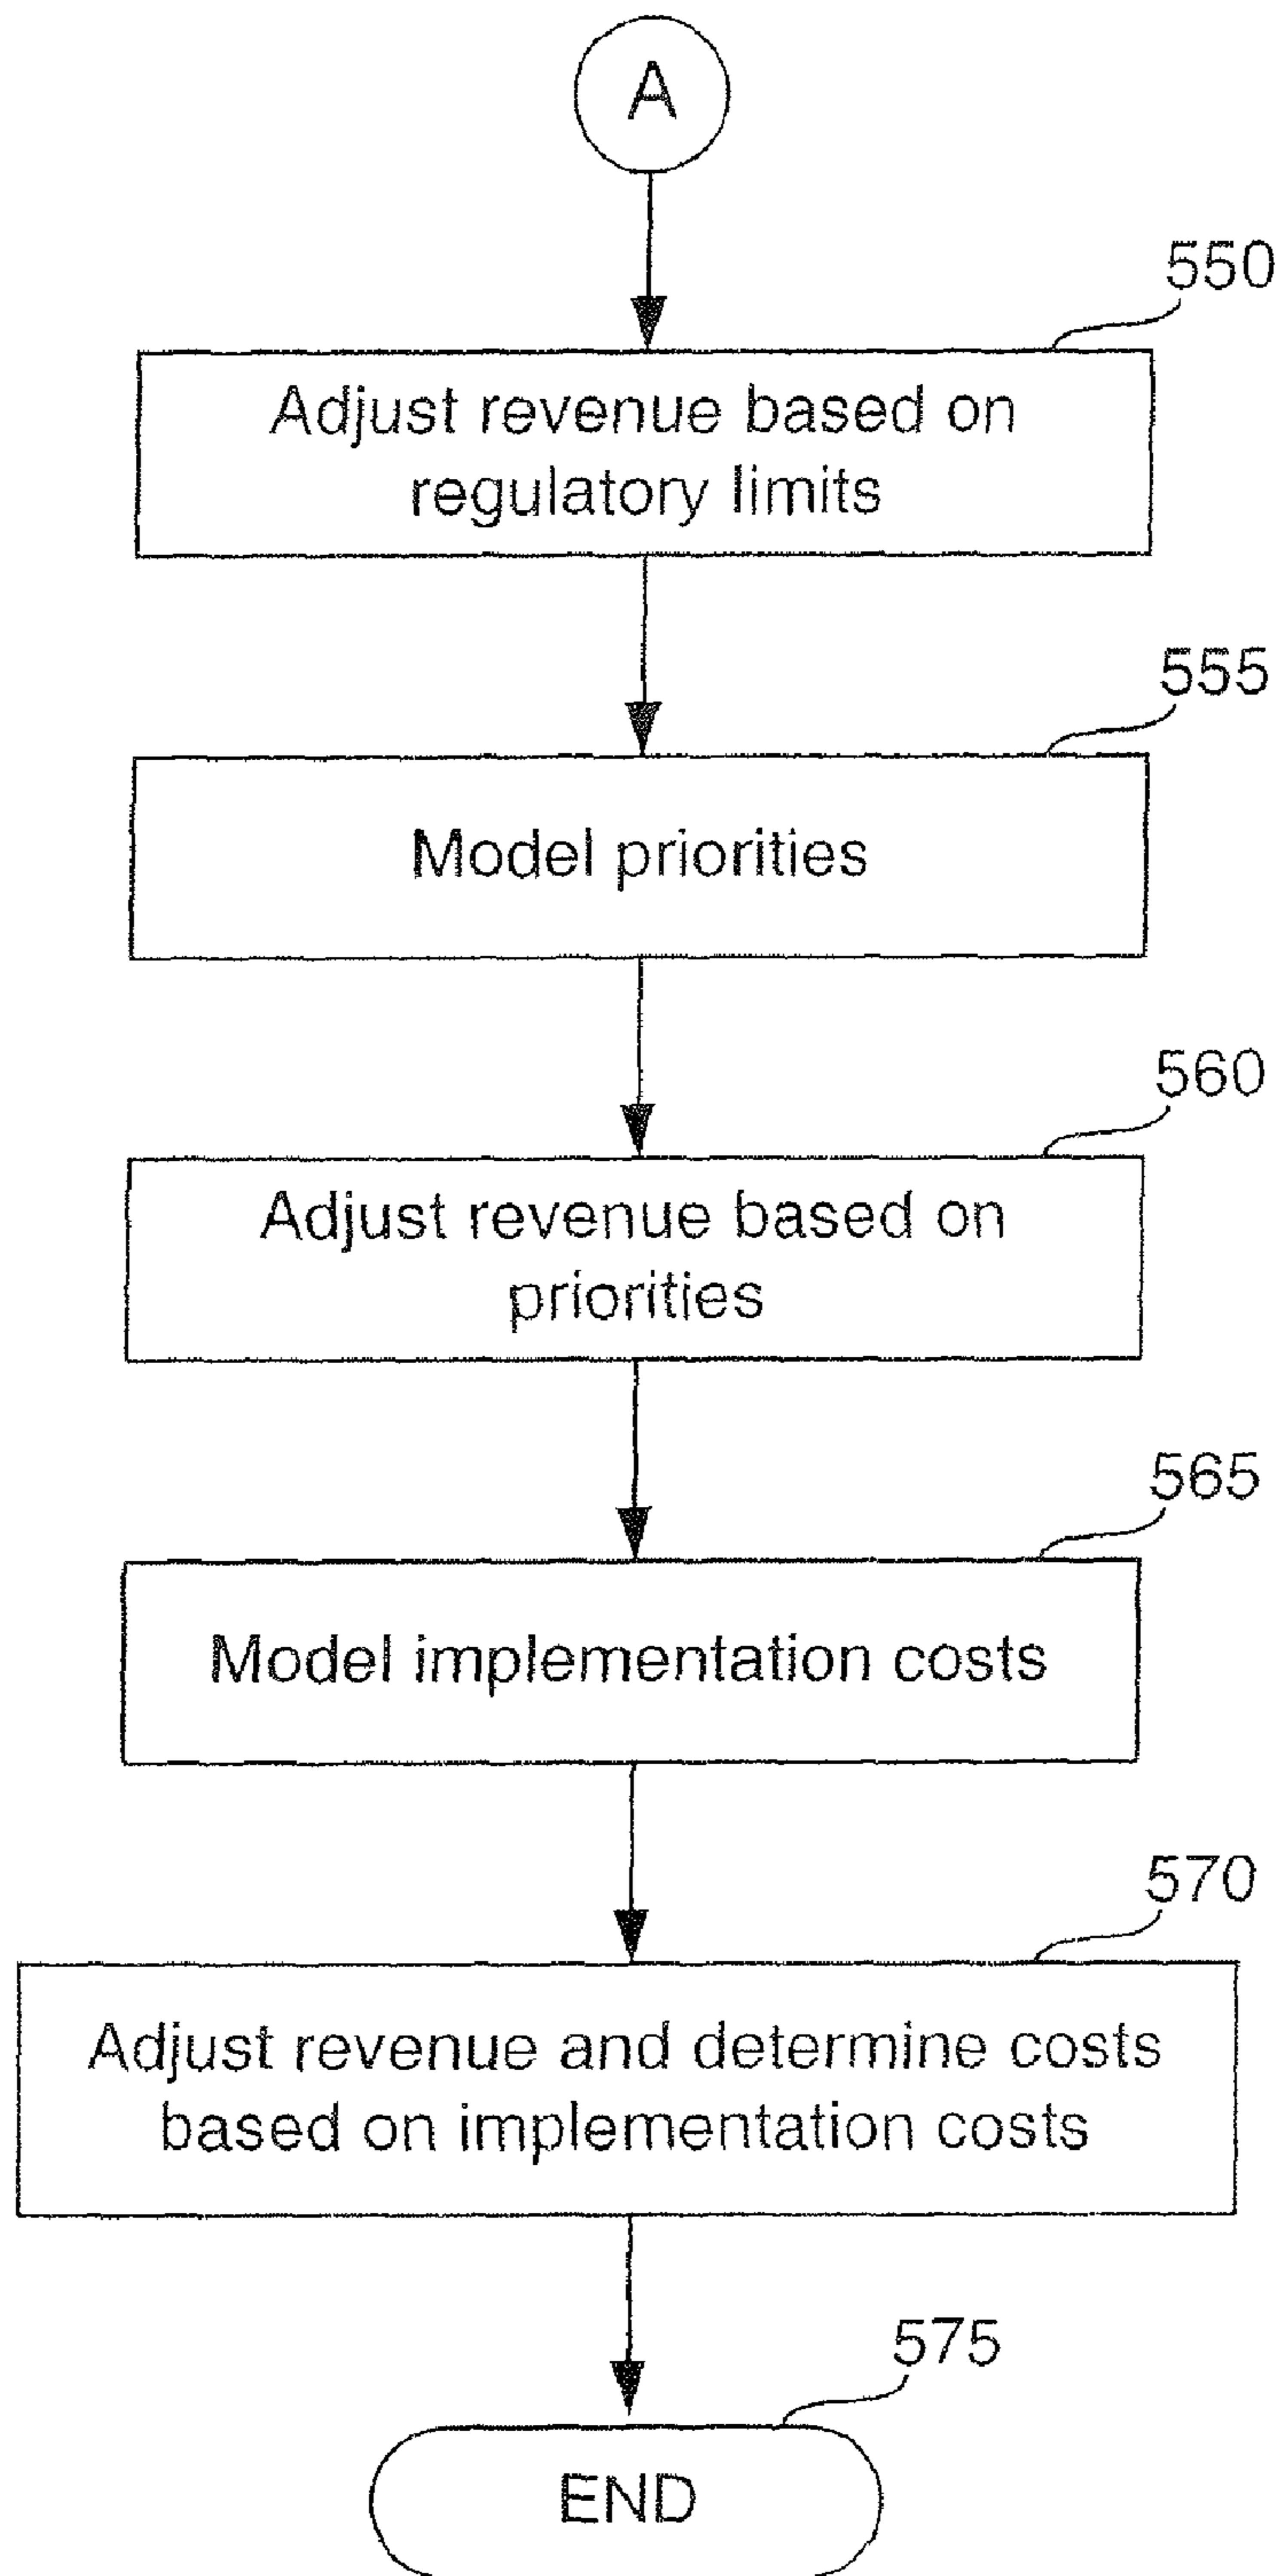 A
550
Adjust revenue based on
regulatory limits
555
Model priorities
560
Adjust revenue based on
priorities
565
Model implementation costs
570
Adjust revenue and determine costs
based on implementation costs
575
END